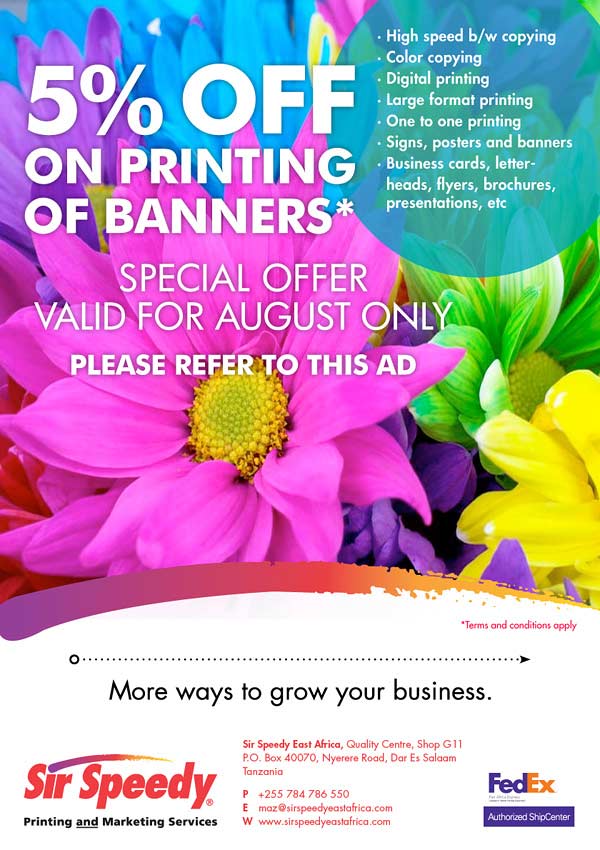 5% OFF
ON PRINTING
OF BANNERS*
SPECIAL OFFER
VALID FOR AUGUST ONLY
PLEASE REFER TO THIS AD
· High speed b/w copying
· Color copying
· Digital printing
· Large format printing
· One to one printing
· Signs, posters and banners
· Business cards, letter-
heads, flyers, brochures,
presentations, etc
*Terms and conditions apply
More ways to grow your business.
Sir Speedy®
Printing and Marketing Services
Sir Speedy East Africa, Quality Centre, Shop G11
P.O. Box 40070, Nyerere Road, Dar Es Salaam
Tanzania
P +255 784 786 550
E maz@sirspeedyeastafrica.com
W www.sirspeedyeastafrica.com
FedEx
Authorized ShipCenter